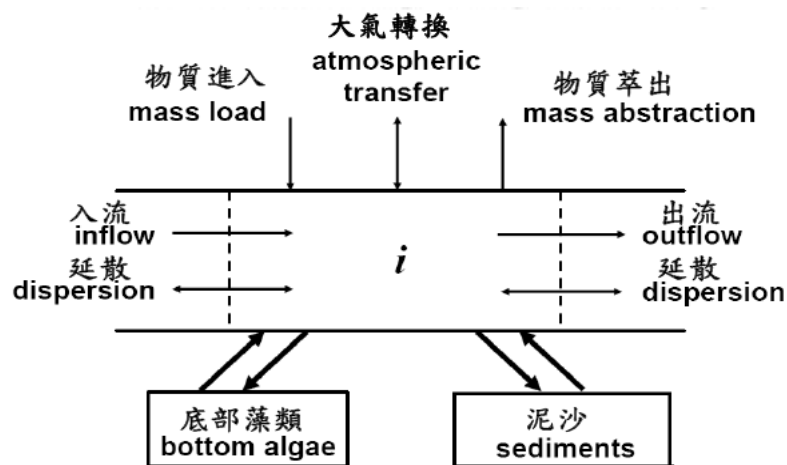 大氣轉換
atmospheric
transfer
物質進入
mass load
物質萃出
mass abstraction
入流
inflow
延散
dispersion
i
出流
outflow
延散
dispersion
底部藻類
bottom algae
泥沙
sediments